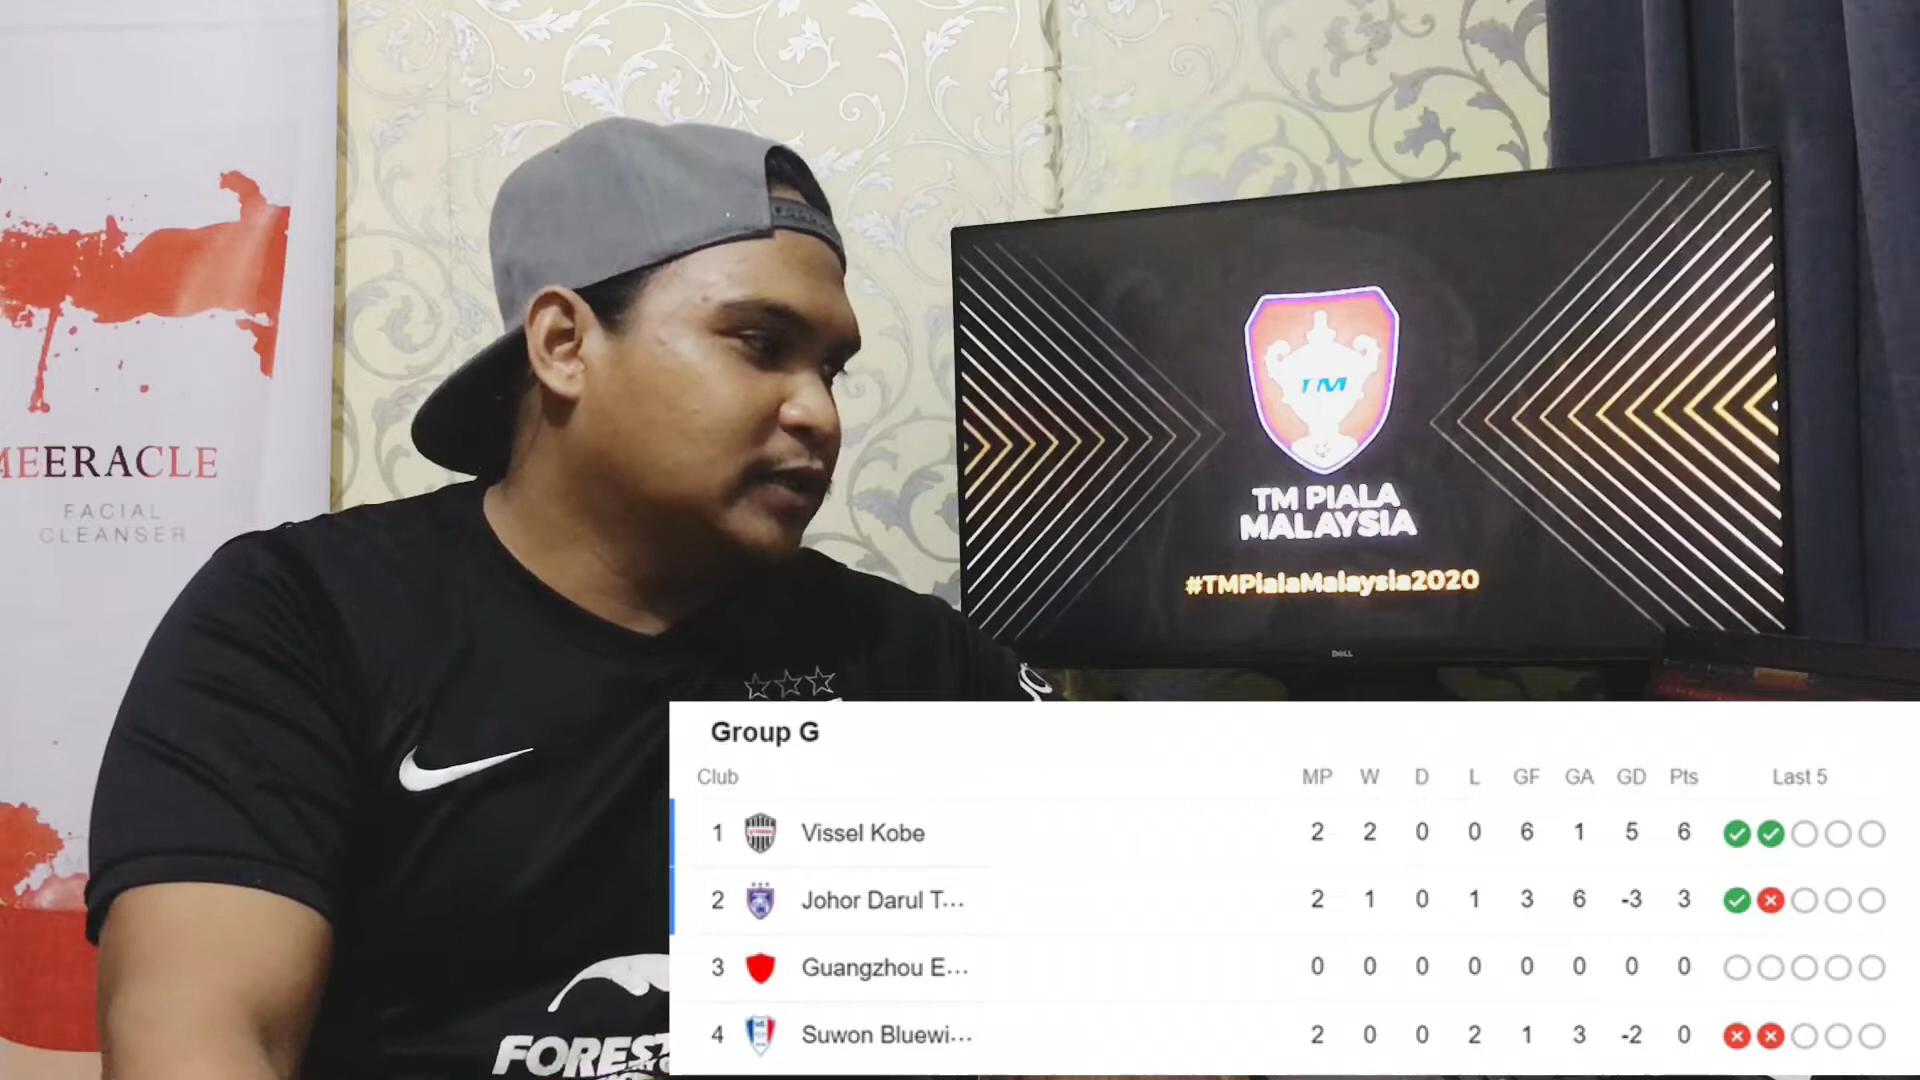 MEERACLE
FACIAL
CLEANSER
TM
TM PIALA
MALAYSIA
#TMPialaMalaysia2020
DELL
Group G
Club MP W D L GF GA GD Pts Last 5
1 Vissel Kobe 2 2 0 0 6 1 5 6
2 Johor Darul T... 2 1 0 1 3 6 -3 3
3 Guangzhou E... 0 0 0 0 0 0 0 0
4 Suwon Bluewi... 2 0 0 2 1 3 -2 0